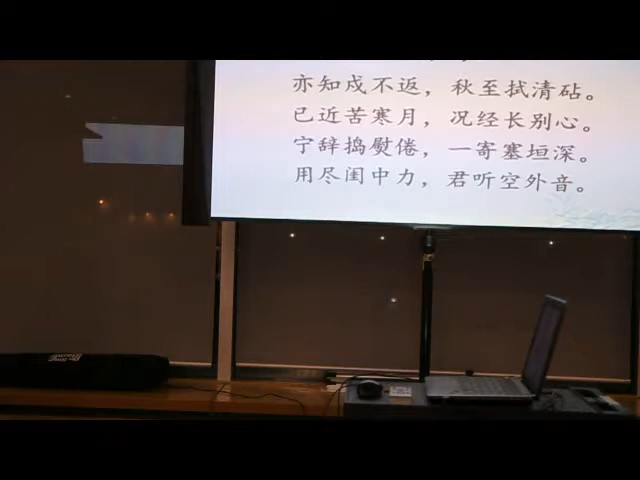 亦知戍不返，秋至拭清砧。
已近苦寒月，况经长别心。
宁辞捣熨倦，一寄塞垣深。
用尽闺中力，君听空外音。